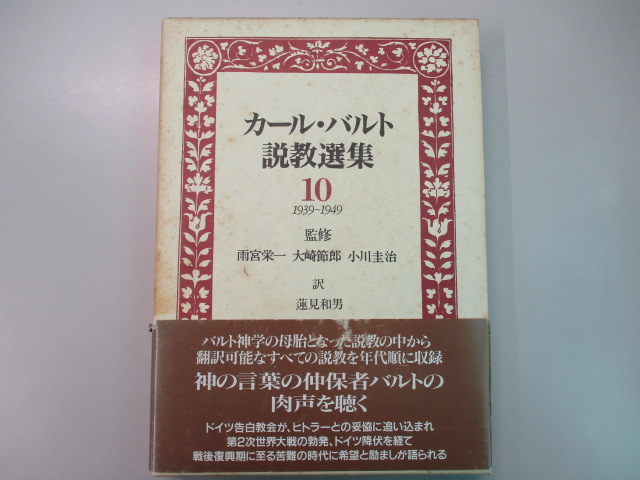 カール・バルト
説教選集
10
1939~1949
監修
雨宮栄一 大崎節郎 小川圭治
訳
蓮見和男
バルト神学の母胎となった説教の中から
翻訳可能なすべての説教を年代順に収録
神の言葉の仲保者バルトの
肉声を聴く
ドイツ告白教会が、ヒトラーとの妥協に追い込まれ
第2次世界大戦の勃発、ドイツ降伏を経て
戦後復興期に至る苦難の時代に希望と励ましが語られる